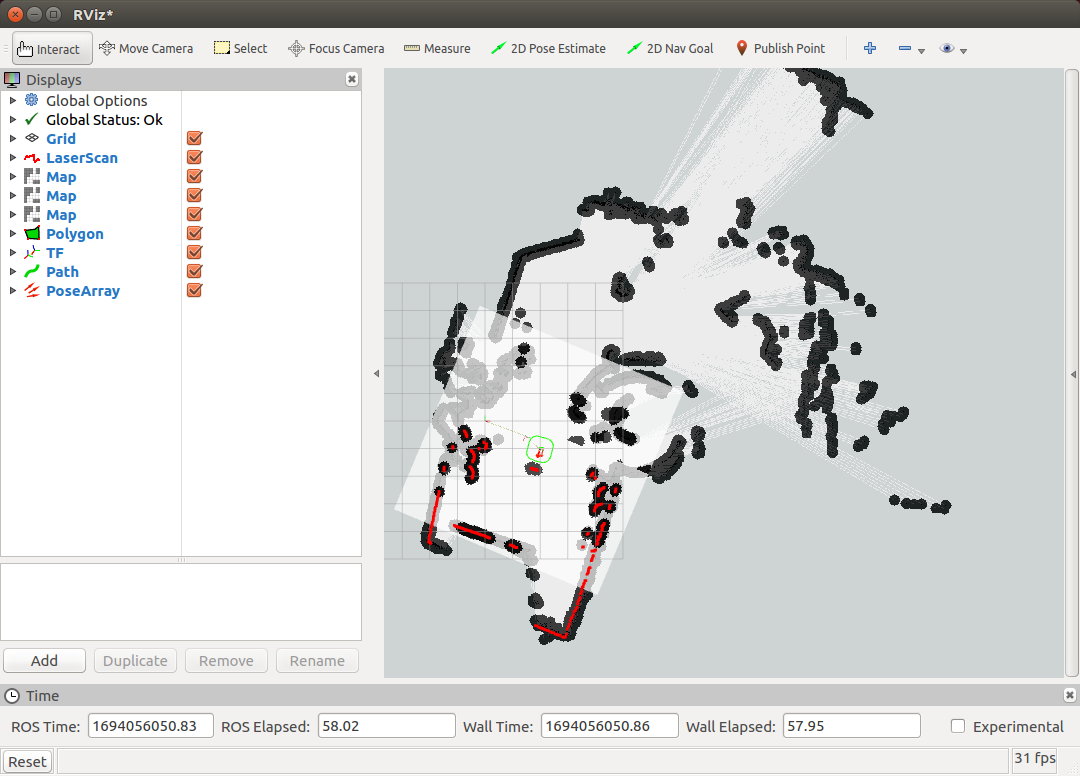 RViz*
Interact Move Camera Select Focus Camera Measure 2D Pose Estimate 2D Nav Goal Publish Point
Displays
Global Options
Global Status: Ok
Grid
LaserScan
Map
Map
Map
Polygon
TF
Path
PoseArray
Add Duplicate Remove Rename
Time
ROS Time: 1694056050.83 ROS Elapsed: 58.02 Wall Time: 1694056050.86 Wall Elapsed: 57.95 Experimental
Reset 31 fps